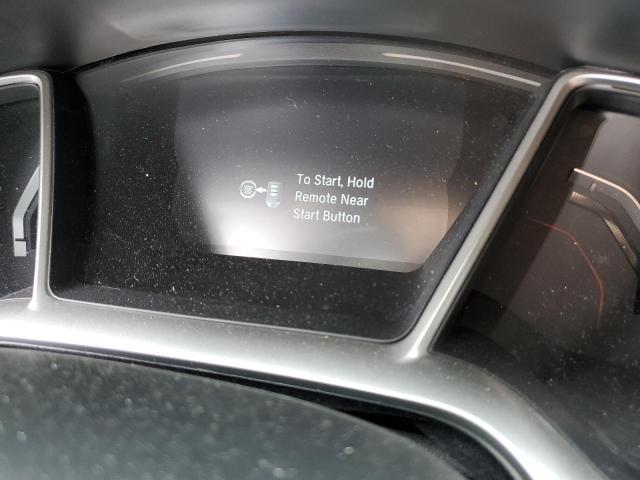 To Start, Hold
Remote Near
Start Button